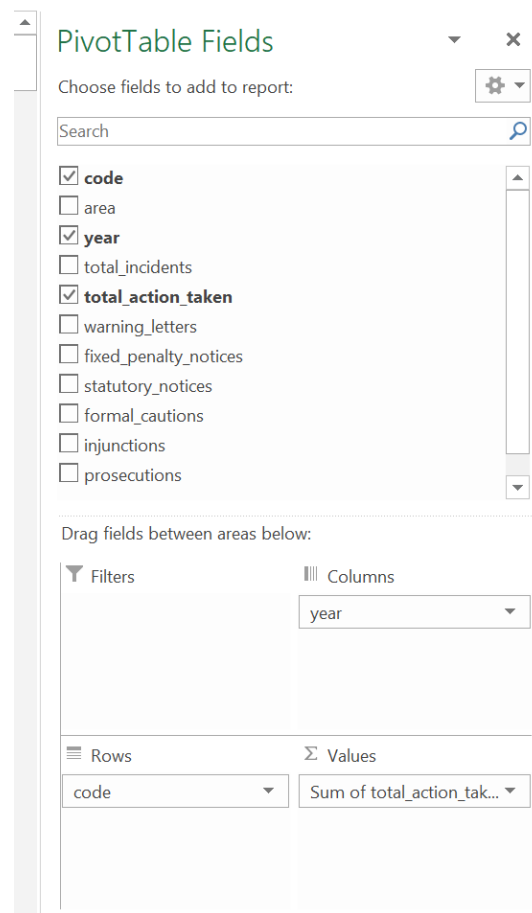 PivotTable Fields
Choose fields to add to report:
Search
code
area
year
total_incidents
total_action_taken
warning_letters
fixed_penalty_notices
statutory_notices
formal_cautions
injunctions
prosecutions
Drag fields between areas below:
Filters
Columns
year
Rows
Σ Values
code
Sum of total_action_tak...